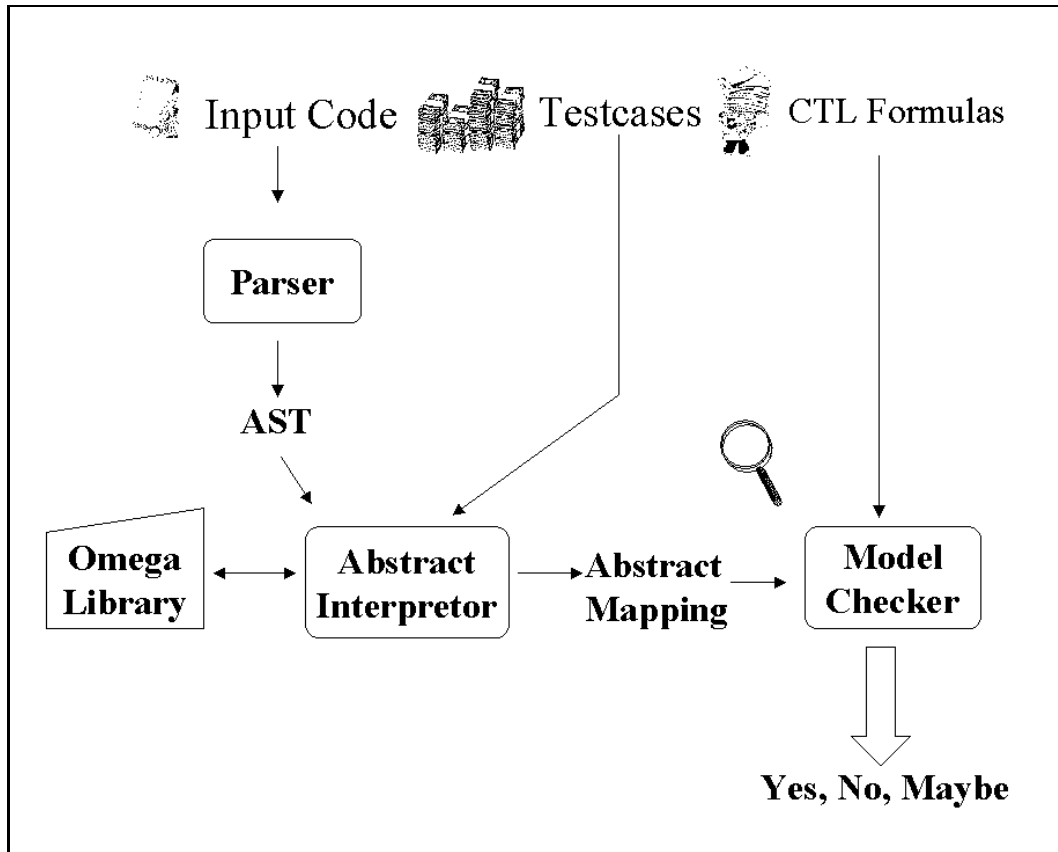 Input Code
Testcases
CTL Formulas
Parser
AST
Omega
Library
Abstract
Interpretor
Abstract
Mapping
Model
Checker
Yes, No, Maybe